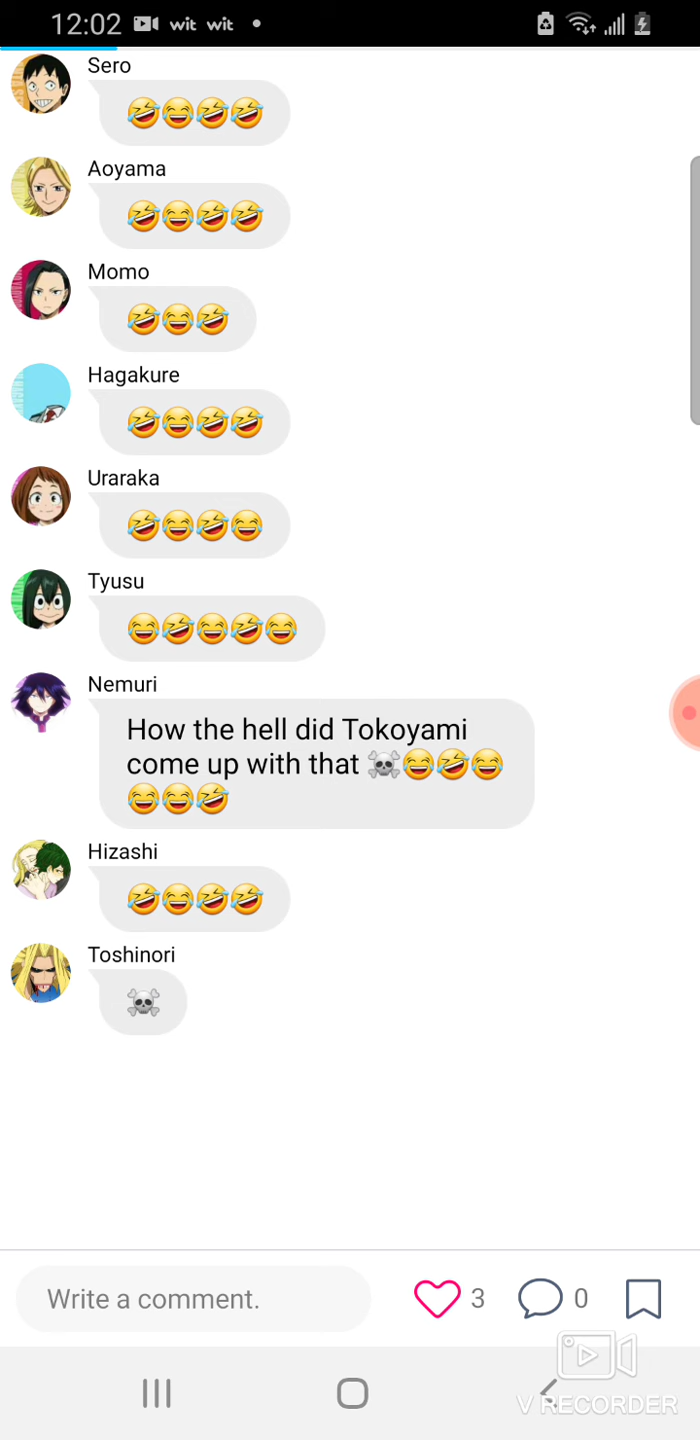 12:02 wit wit
Sero
🤣😂🤣🤣
Aoyama
🤣😂🤣🤣
Momo
🤣😂🤣
Hagakure
🤣😂🤣🤣
Uraraka
🤣😂🤣😂
Tyusu
😂🤣😂🤣😂
Nemuri
How the hell did Tokoyami
come up with that ☠😂🤣😂
😂😂🤣
Hizashi
🤣😂🤣🤣
Toshinori
☠
Write a comment. 3 0
V RECORDER